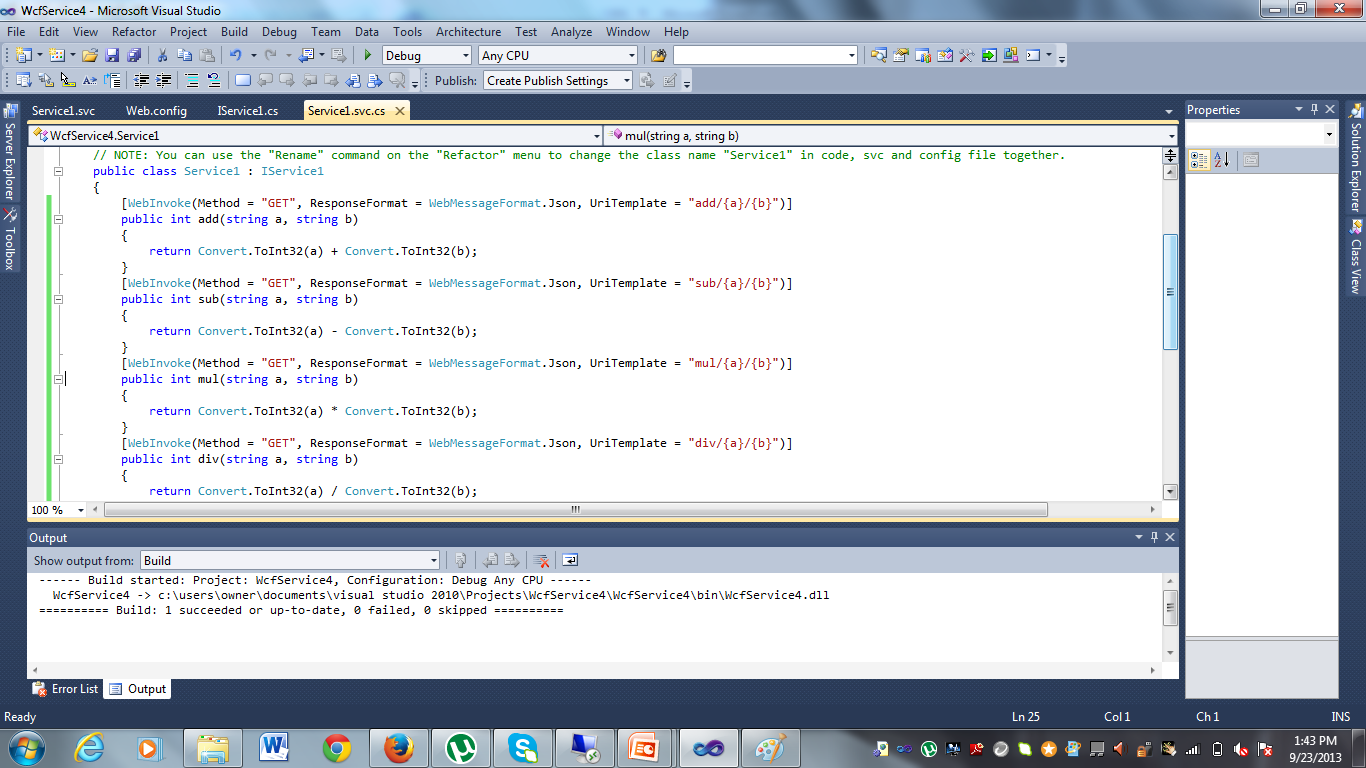 WcfService4 - Microsoft Visual Studio
File Edit View Refactor Project Build Debug Team Data Tools Architecture Test Analyze Window Help
Debug Any CPU
Publish: Create Publish Settings
Service1.svc Web.config IService1.cs Service1.svc.cs
WcfService4.Service1 mul(string a, string b)
// NOTE: You can use the "Rename" command on the "Refactor" menu to change the class name "Service1" in code, svc and config file together.
public class Service1 : IService1
{
[WebInvoke(Method = "GET", ResponseFormat = WebMessageFormat.Json, UriTemplate = "add/{a}/{b}")]
public int add(string a, string b)
{
return Convert.ToInt32(a) + Convert.ToInt32(b);
}
[WebInvoke(Method = "GET", ResponseFormat = WebMessageFormat.Json, UriTemplate = "sub/{a}/{b}")]
public int sub(string a, string b)
{
return Convert.ToInt32(a) - Convert.ToInt32(b);
}
[WebInvoke(Method = "GET", ResponseFormat = WebMessageFormat.Json, UriTemplate = "mul/{a}/{b}")]
public int mul(string a, string b)
{
return Convert.ToInt32(a) * Convert.ToInt32(b);
}
[WebInvoke(Method = "GET", ResponseFormat = WebMessageFormat.Json, UriTemplate = "div/{a}/{b}")]
public int div(string a, string b)
{
return Convert.ToInt32(a) / Convert.ToInt32(b);
100 %
Server Explorer
Toolbox
Properties
Solution Explorer
Class View
Output
Show output from: Build
------ Build started: Project: WcfService4, Configuration: Debug Any CPU ------
WcfService4 -> c:\users\owner\documents\visual studio 2010\Projects\WcfService4\WcfService4\bin\WcfService4.dll
========== Build: 1 succeeded or up-to-date, 0 failed, 0 skipped ==========
Error List Output
Ready Ln 25 Col 1 Ch 1 INS
1:43 PM
9/23/2013